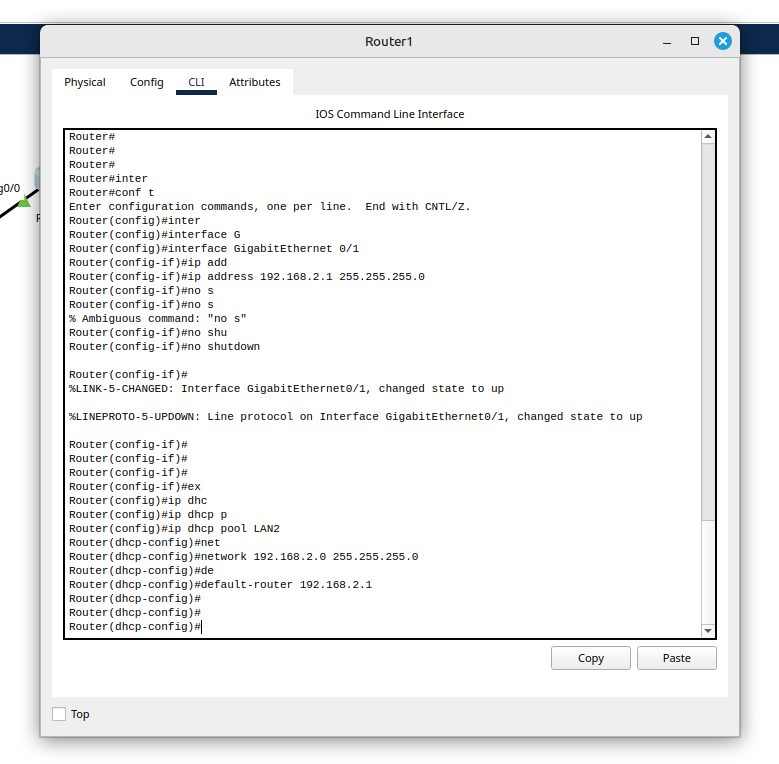 Router1
Physical
Config
CLI
Attributes
IOS Command Line Interface
Router#
Router#
Router#
Router#inter
Router#conf t
Enter configuration commands, one per line.  End with CNTL/Z.
Router(config)#inter
Router(config)#interface G
Router(config)#interface GigabitEthernet 0/1
Router(config-if)#ip add
Router(config-if)#ip address 192.168.2.1 255.255.255.0
Router(config-if)#no s
Router(config-if)#no s
% Ambiguous command: "no s"
Router(config-if)#no shu
Router(config-if)#no shutdown
Router(config-if)#
%LINK-5-CHANGED: Interface GigabitEthernet0/1, changed state to up
%LINEPROTO-5-UPDOWN: Line protocol on Interface GigabitEthernet0/1, changed state to up
Router(config-if)#
Router(config-if)#
Router(config-if)#
Router(config-if)#ex
Router(config)#ip dhc
Router(config)#ip dhcp p
Router(config)#ip dhcp pool LAN2
Router(dhcp-config)#net
Router(dhcp-config)#network 192.168.2.0 255.255.255.0
Router(dhcp-config)#de
Router(dhcp-config)#default-router 192.168.2.1
Router(dhcp-config)#
Router(dhcp-config)#
Router(dhcp-config)#
Copy
Paste
Top
g0/0